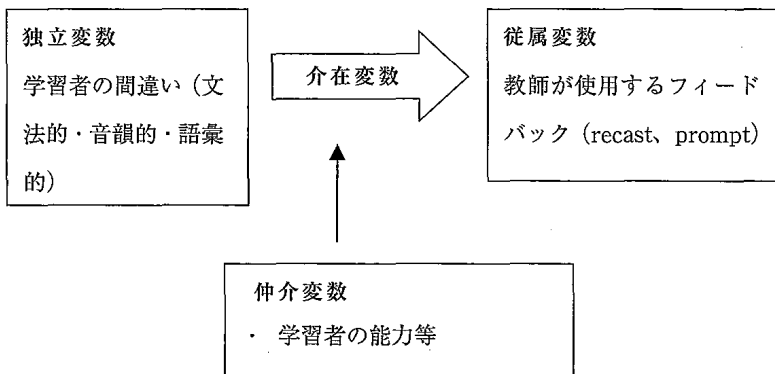 独立変数
学習者の間違い（文
法的・音韻的・語彙
的）
介在変数
従属変数
教師が使用するフィード
バック（recast、prompt）
仲介変数
・ 学習者の能力等